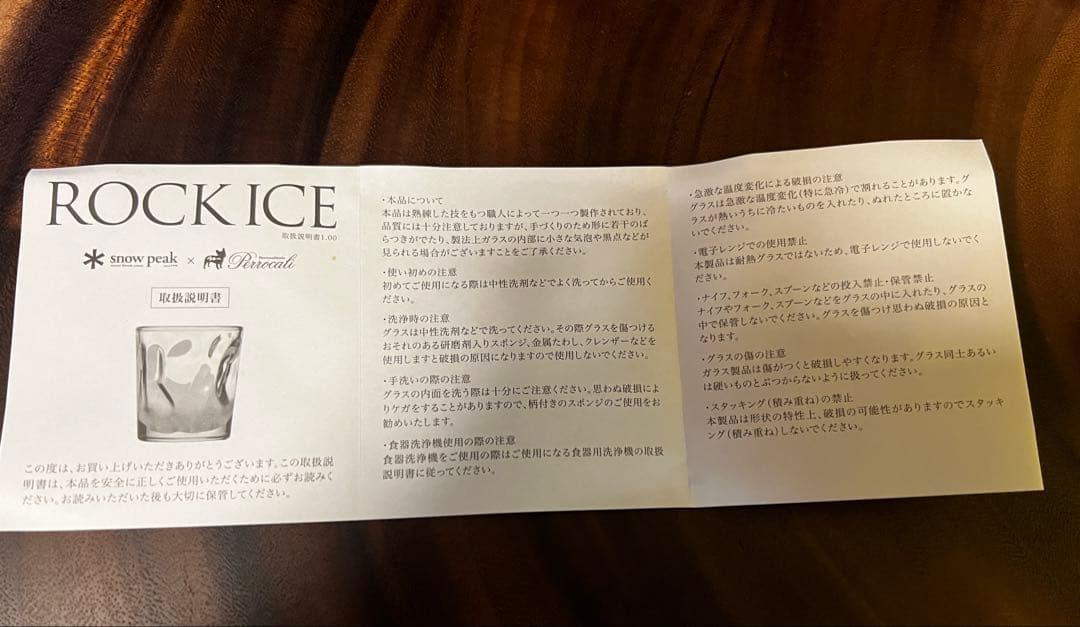 ROCK ICE
取扱説明書1.00
snow peak × Perrocali
取扱説明書
この度は、お買い上げいただきありがとうございます。この取扱説
明書は、本品を安全に正しくご使用いただくために必ずお読みく
ださい。お読みいただいた後も大切に保管してください。
・本品について
本品は熟練した技をもつ職人によって一つ一つ製作されており、
品質には十分注意しておりますが、手づくりのため形に若干のば
らつきがでたり、製法上ガラスの内部に小さな気泡や黒点などが
見られる場合がございますことをご了承ください。
・使い初めの注意
初めてご使用になる際は中性洗剤などでよく洗ってからご使用く
ださい。
・洗浄時の注意
グラスは中性洗剤などで洗ってください。その際グラスを傷つける
おそれのある研磨剤入りスポンジ、金属たわし、クレンザーなどを
使用しますと破損の原因になりますので使用しないでください。
・手洗いの際の注意
グラスの内面を洗う際は十分にご注意ください。思わぬ破損によ
りケガをすることがありますので、柄付きのスポンジのご使用をお
勧めいたします。
・食器洗浄機使用の際の注意
食器洗浄機をご使用の際はご使用になる食器用洗浄機の取扱
説明書に従ってください。
・急激な温度変化による破損の注意
グラスは急激な温度変化(特に急冷)で割れることがあります。グ
ラスが熱いうちに冷たいものを入れたり、ぬれたところに置かな
いでください。
・電子レンジでの使用禁止
本製品は耐熱グラスではないため、電子レンジで使用しないでく
ださい。
・ナイフ、フォーク、スプーンなどの投入禁止・保管禁止
ナイフやフォーク、スプーンなどをグラスの中に入れたり、グラスの
中で保管しないでください。グラスを傷つけ思わぬ破損の原因と
なります。
・グラスの傷の注意
ガラス製品は傷がつくと破損しやすくなります。グラス同士あるい
は硬いものとぶつからないように扱ってください。
・スタッキング(積み重ね)の禁止
本製品は形状の特性上、破損の可能性がありますのでスタッキ
ング(積み重ね)しないでください。